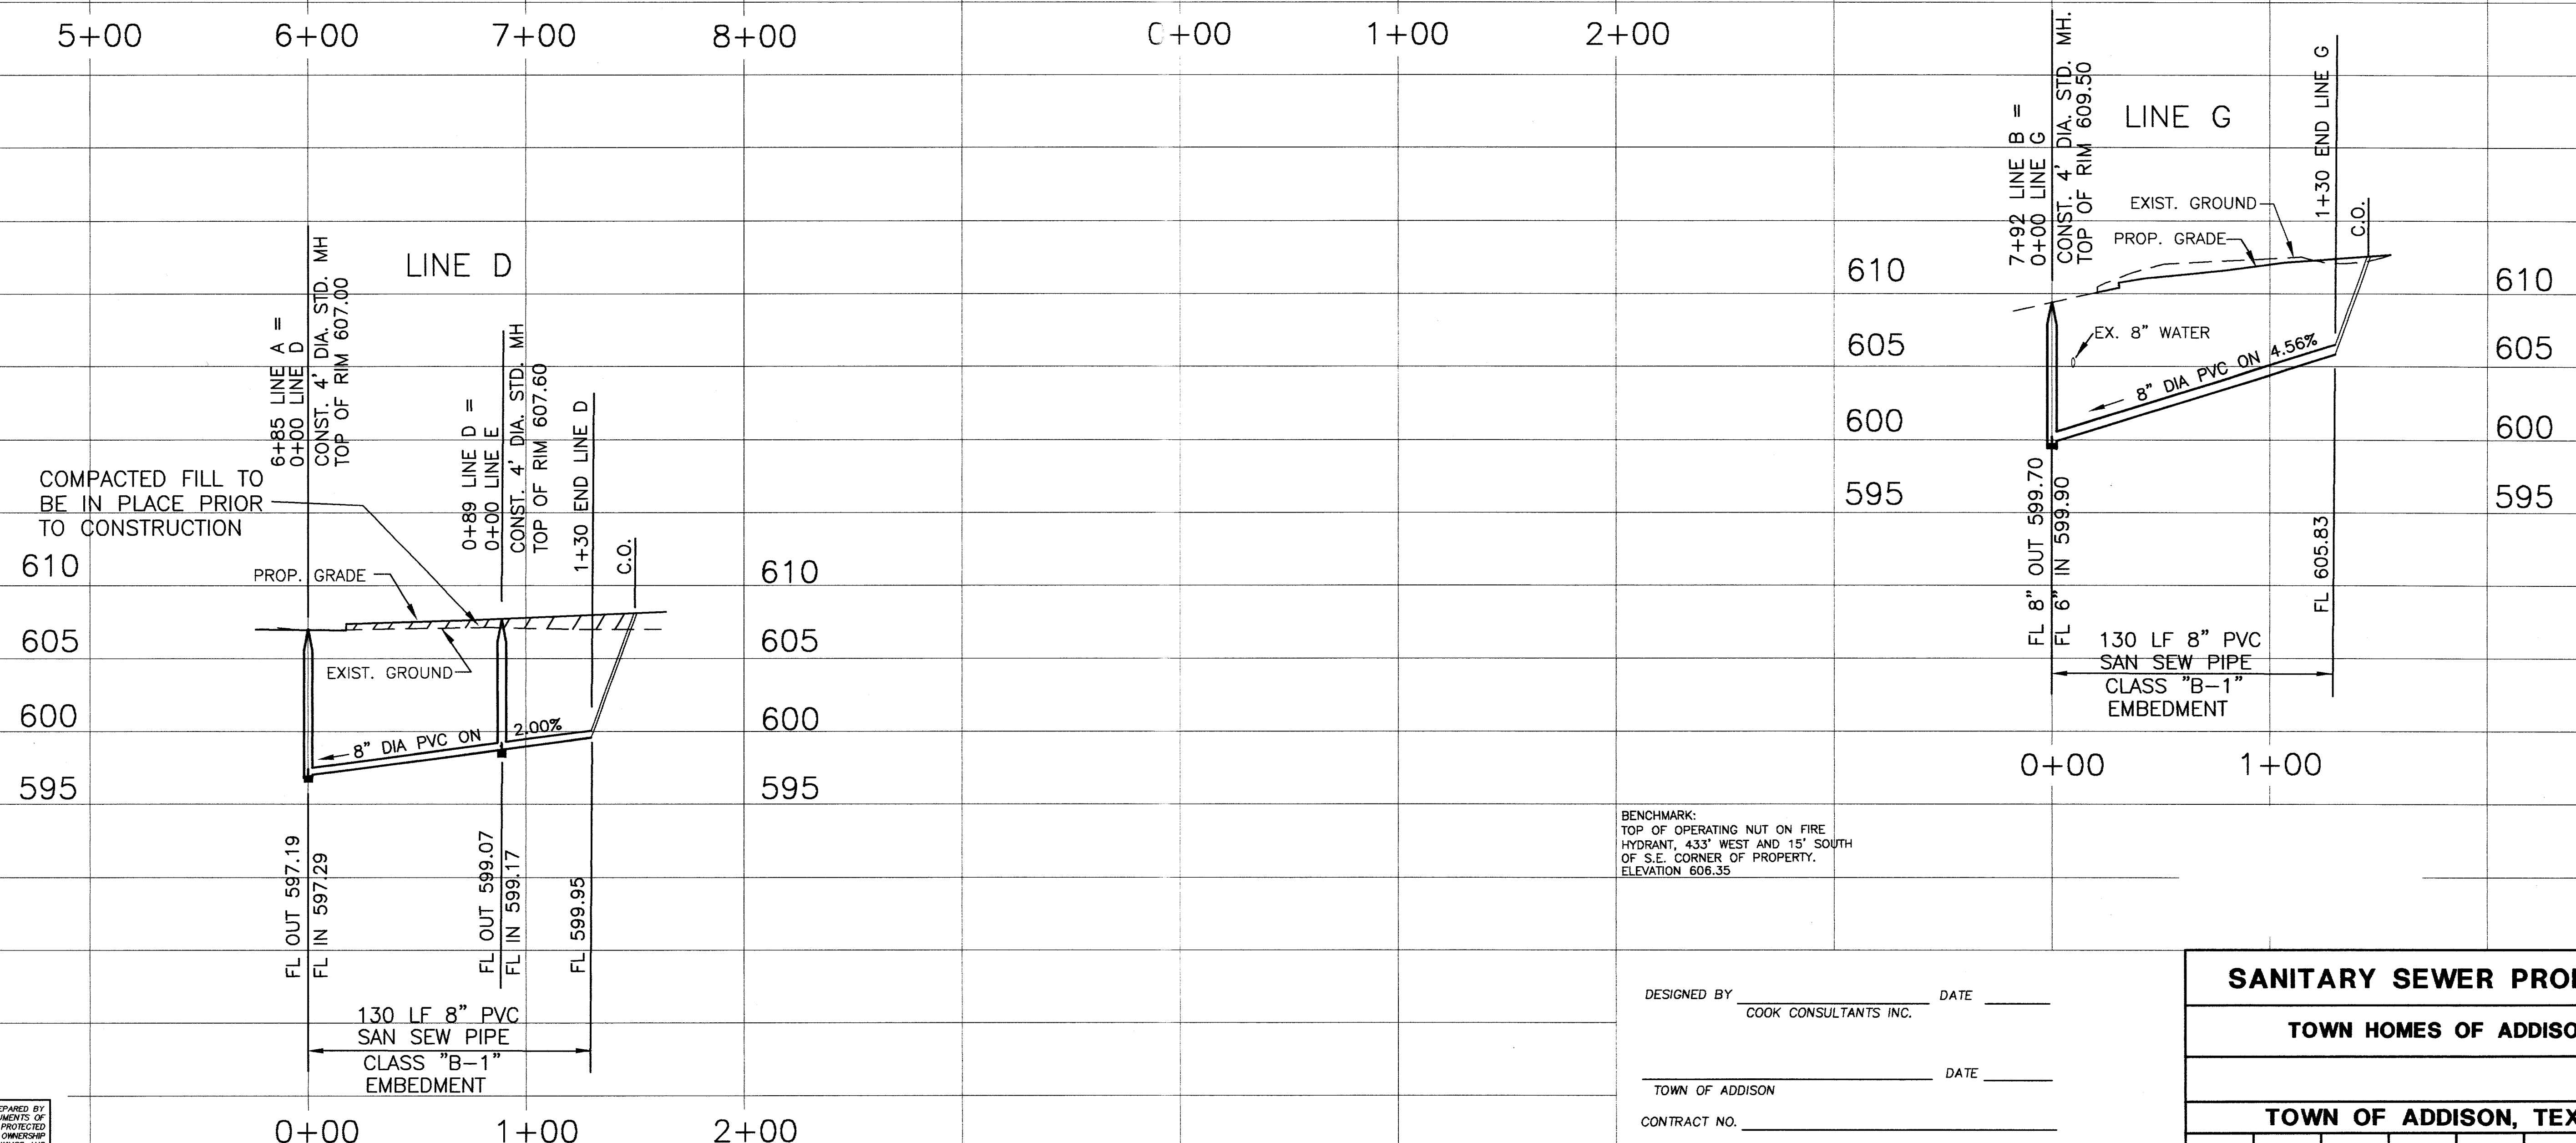 5+00 6+00 7+00 8+00 0+00 1+00 2+00
LINE D
6+85 LINE A =
0+00 LINE D
CONST. 4' DIA. STD. MH
TOP OF RIM 607.00
0+89 LINE D =
0+00 LINE E
CONST. 4' DIA. STD. MH
TOP OF RIM 607.60
1+30 END LINE D
C.O.
COMPACTED FILL TO
BE IN PLACE PRIOR
TO CONSTRUCTION
610 610
PROP. GRADE
605 605
EXIST. GROUND
600 600
8" DIA PVC ON 2.00%
595 595
FL OUT 597.19
FL IN 597.29
FL OUT 599.07
FL IN 599.17
FL 599.95
130 LF 8" PVC
SAN SEW PIPE
CLASS "B-1"
EMBEDMENT
0+00 1+00 2+00
LINE G
7+92 LINE B =
0+00 LINE G
CONST. 4' DIA. STD. MH.
TOP OF RIM 609.50
1+30 END LINE G
C.O.
EXIST. GROUND
PROP. GRADE
610 610
EX. 8" WATER
605 605
8" DIA PVC ON 4.56%
600 600
595 595
FL 8" OUT 599.70
FL 6" IN 599.90
FL 605.83
130 LF 8" PVC
SAN SEW PIPE
CLASS "B-1"
EMBEDMENT
0+00 1+00
BENCHMARK:
TOP OF OPERATING NUT ON FIRE
HYDRANT, 433' WEST AND 15' SOUTH
OF S.E. CORNER OF PROPERTY.
ELEVATION 606.35
DESIGNED BY DATE
COOK CONSULTANTS INC.
DATE
TOWN OF ADDISON
CONTRACT NO.
SANITARY SEWER
TOWN HOMES OF ADDISO
TOWN OF ADDISON, TEX
EPARED BY
UMENTS OF
PROTECTED
OWNERSHIP